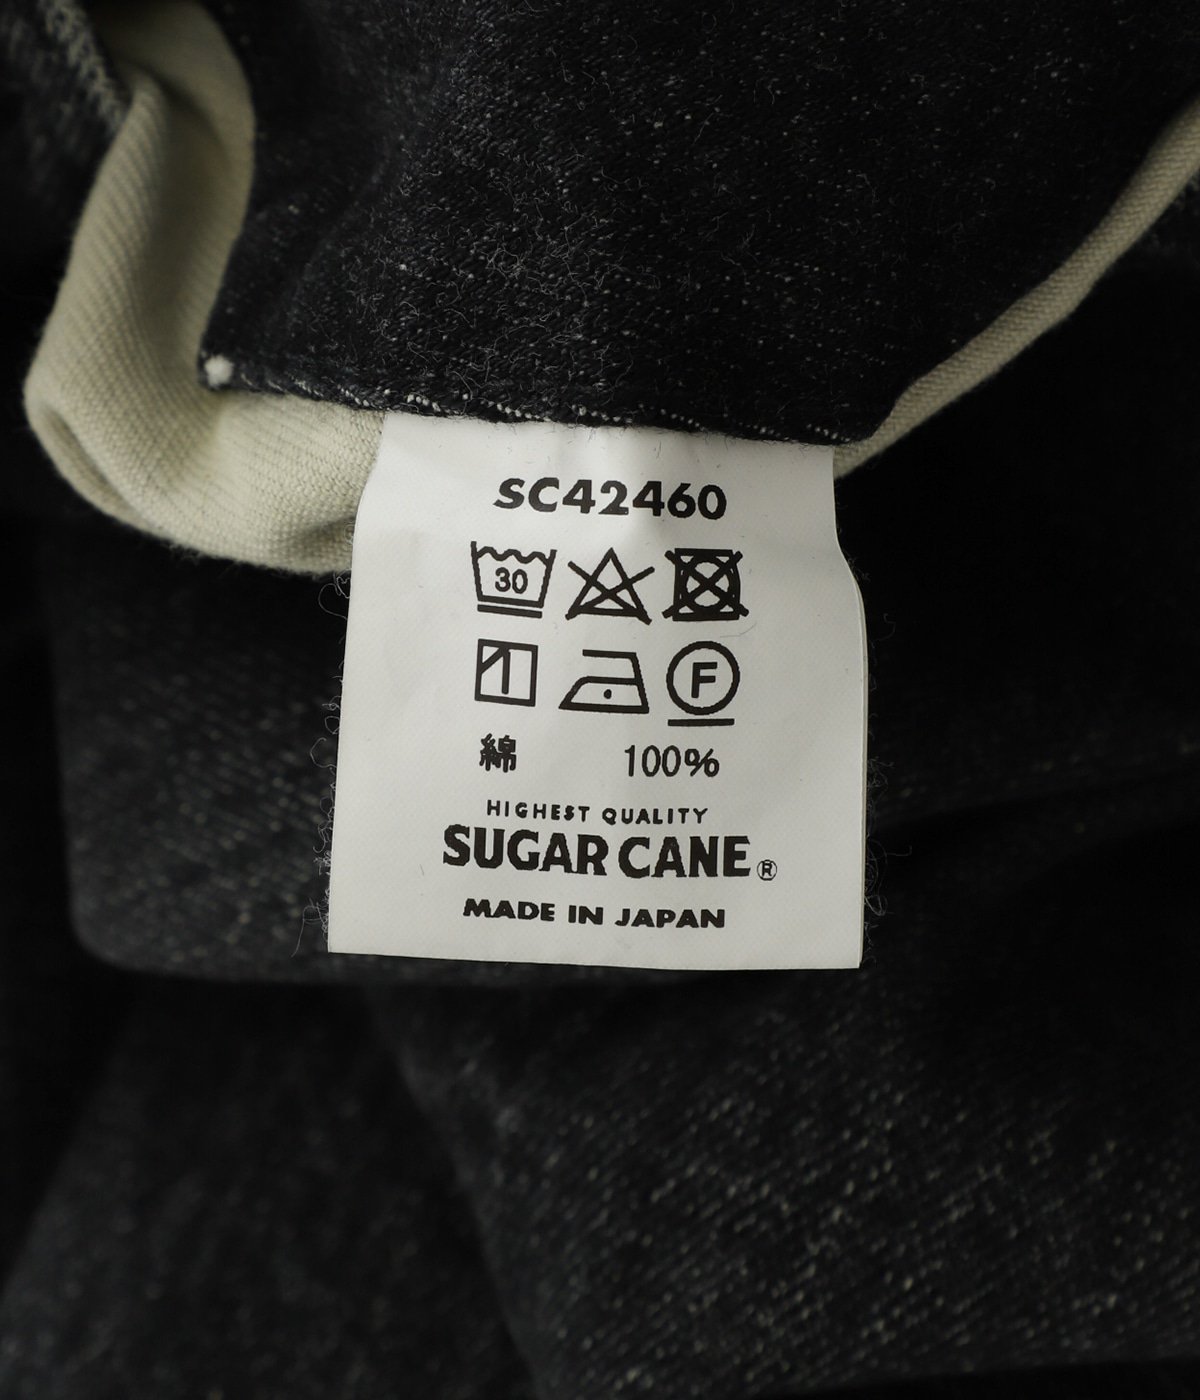 SC42460
30
F
綿 100%
HIGHEST QUALITY
SUGAR CANE®
MADE IN JAPAN